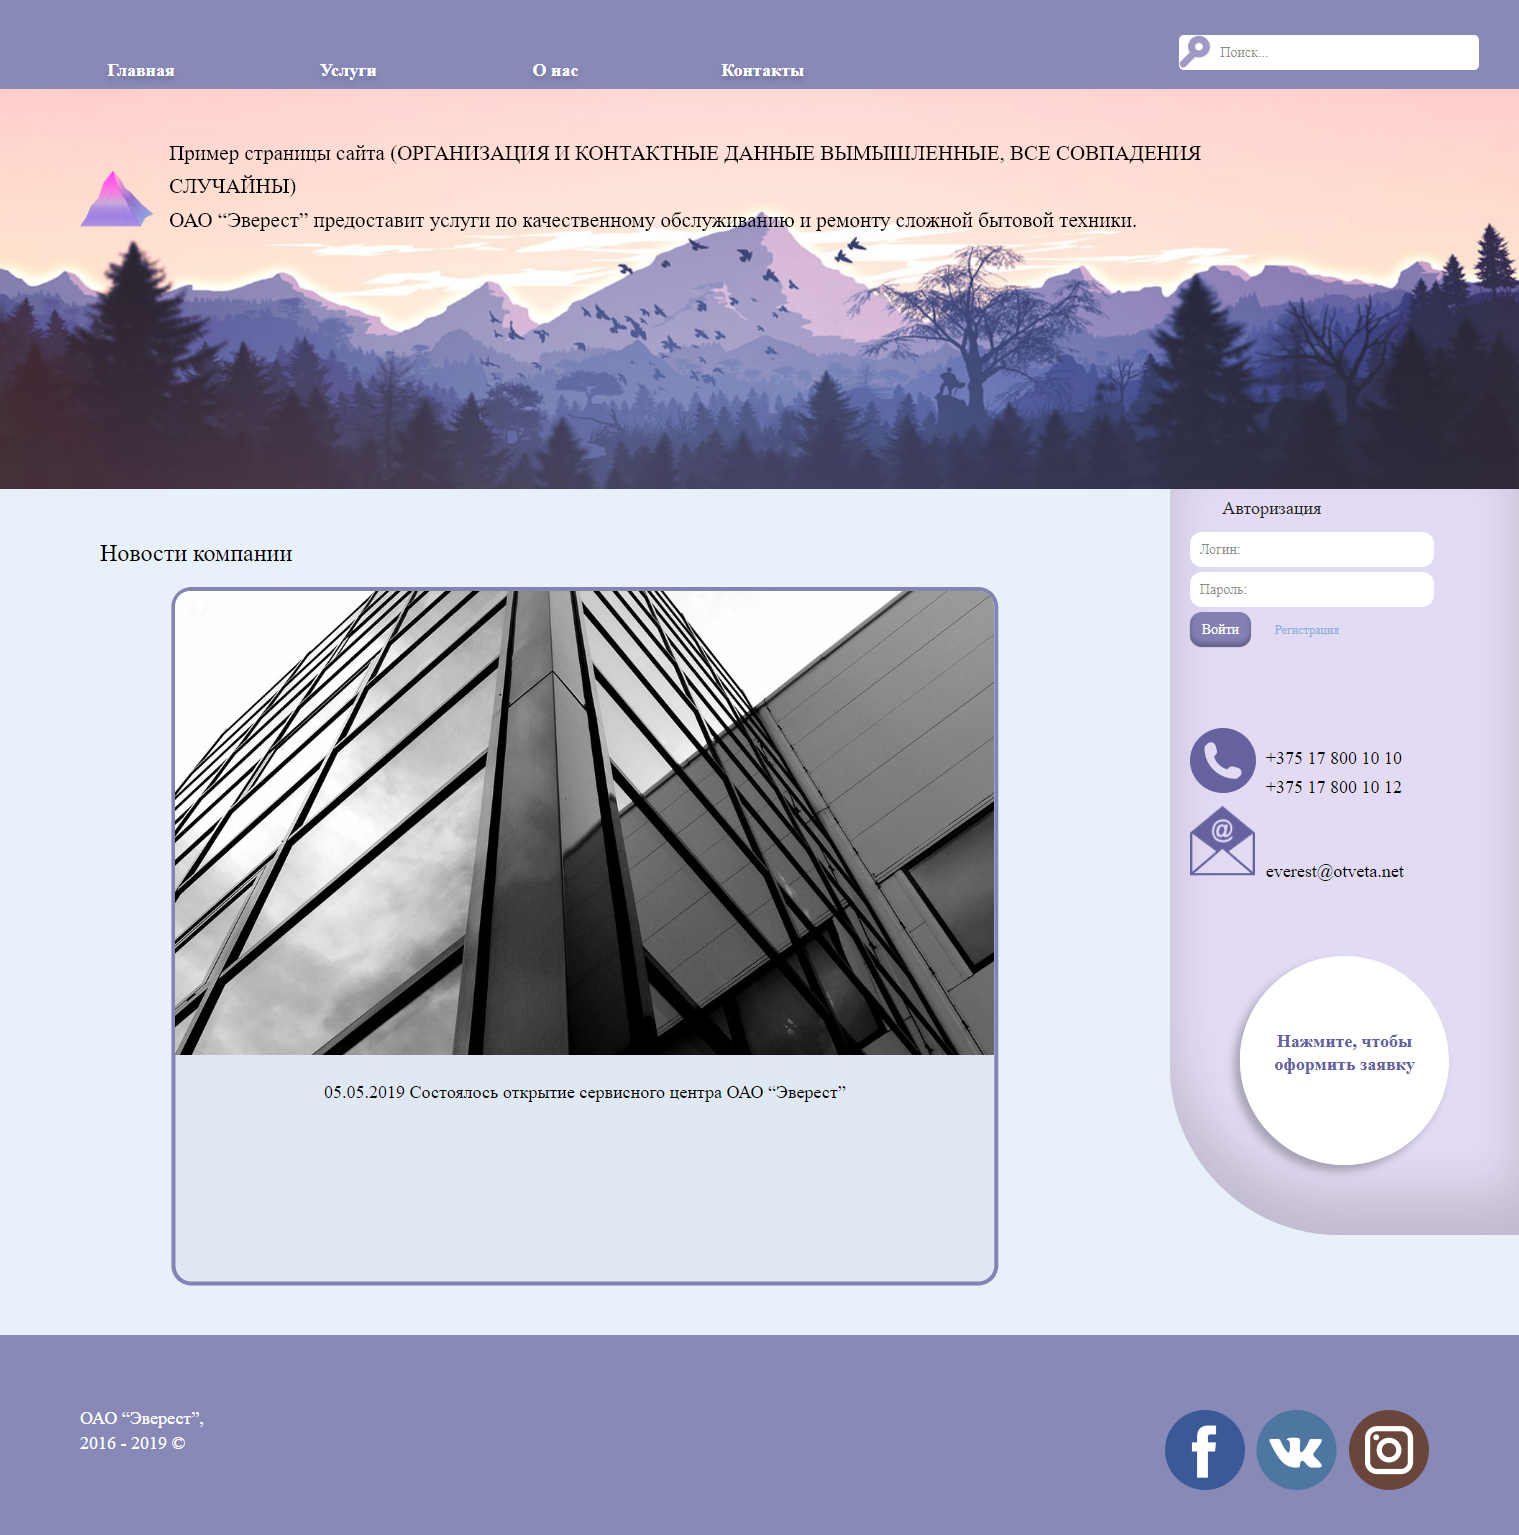 Главная
Услуги
О нас
Контакты
Поиск...
Пример страницы сайта (ОРГАНИЗАЦИЯ И КОНТАКТНЫЕ ДАННЫЕ ВЫМЫШЛЕННЫЕ, ВСЕ СОВПАДЕНИЯ
СЛУЧАЙНЫ)
ОАО “Эверест” предоставит услуги по качественному обслуживанию и ремонту сложной бытовой техники.
Авторизация
Логин:
Пароль:
Войти
Регистрация
Новости компании
+375 17 800 10 10
+375 17 800 10 12
@
everest@otveta.net
Нажмите, чтобы
оформить заявку
05.05.2019 Состоялось открытие сервисного центра ОАО “Эверест”
ОАО “Эверест”,
2016 - 2019 ©